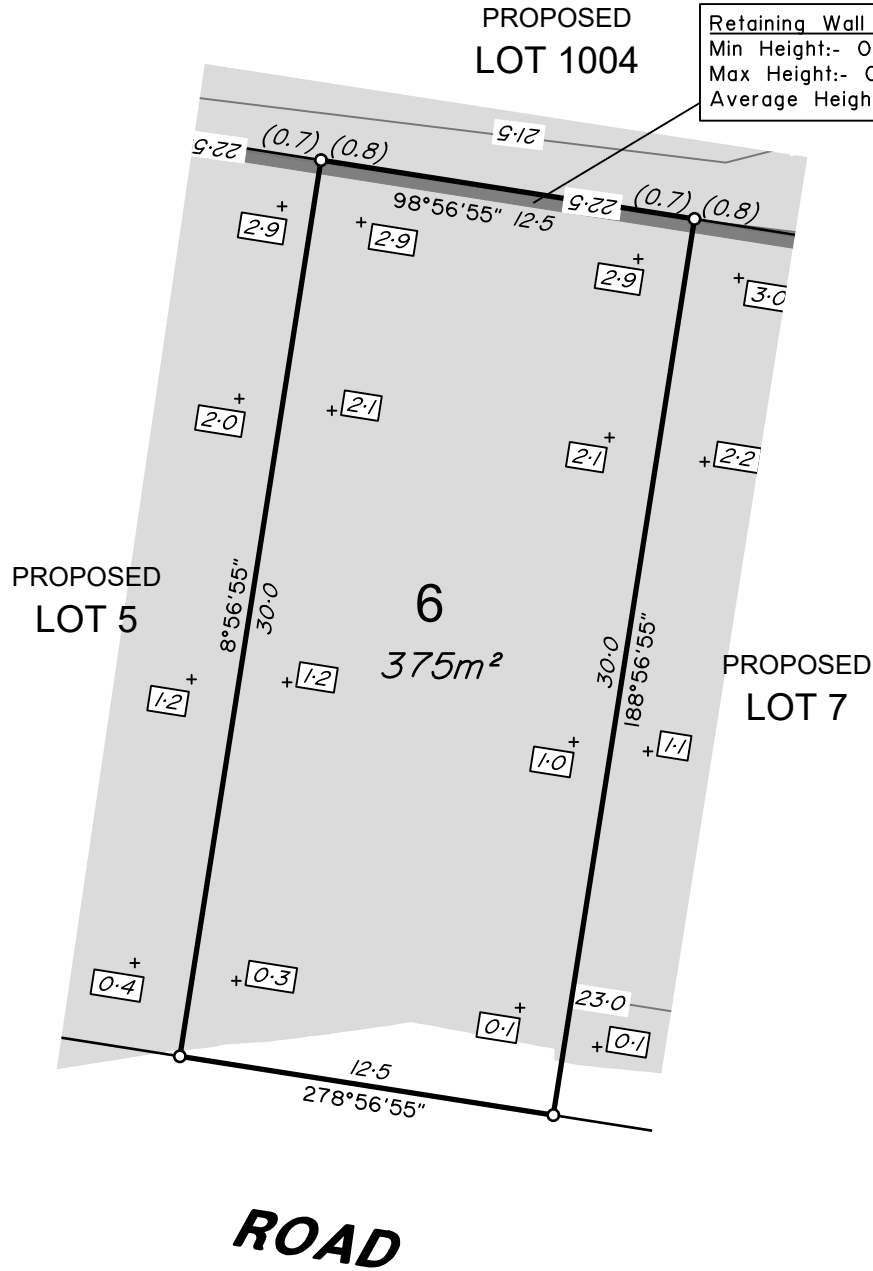 PROPOSED
LOT 1004
Retaining Wall
Min Height:- 0
Max Height:-
Average Heigh
21·5
22·5
(0.7) (0.8)
98°56'55" 12·5
22·5
(0.7) (0.8)
2·9
2·9
2·9
3·0
2·0
2·1
2·1
2·2
PROPOSED
LOT 5
8°56'55"
30·0
6
375m²
30·0
188°56'55"
PROPOSED
LOT 7
1·2
1·2
1·0
1·1
0·4
0·3
0·1
23·0
0·1
12·5
278°56'55"
ROAD